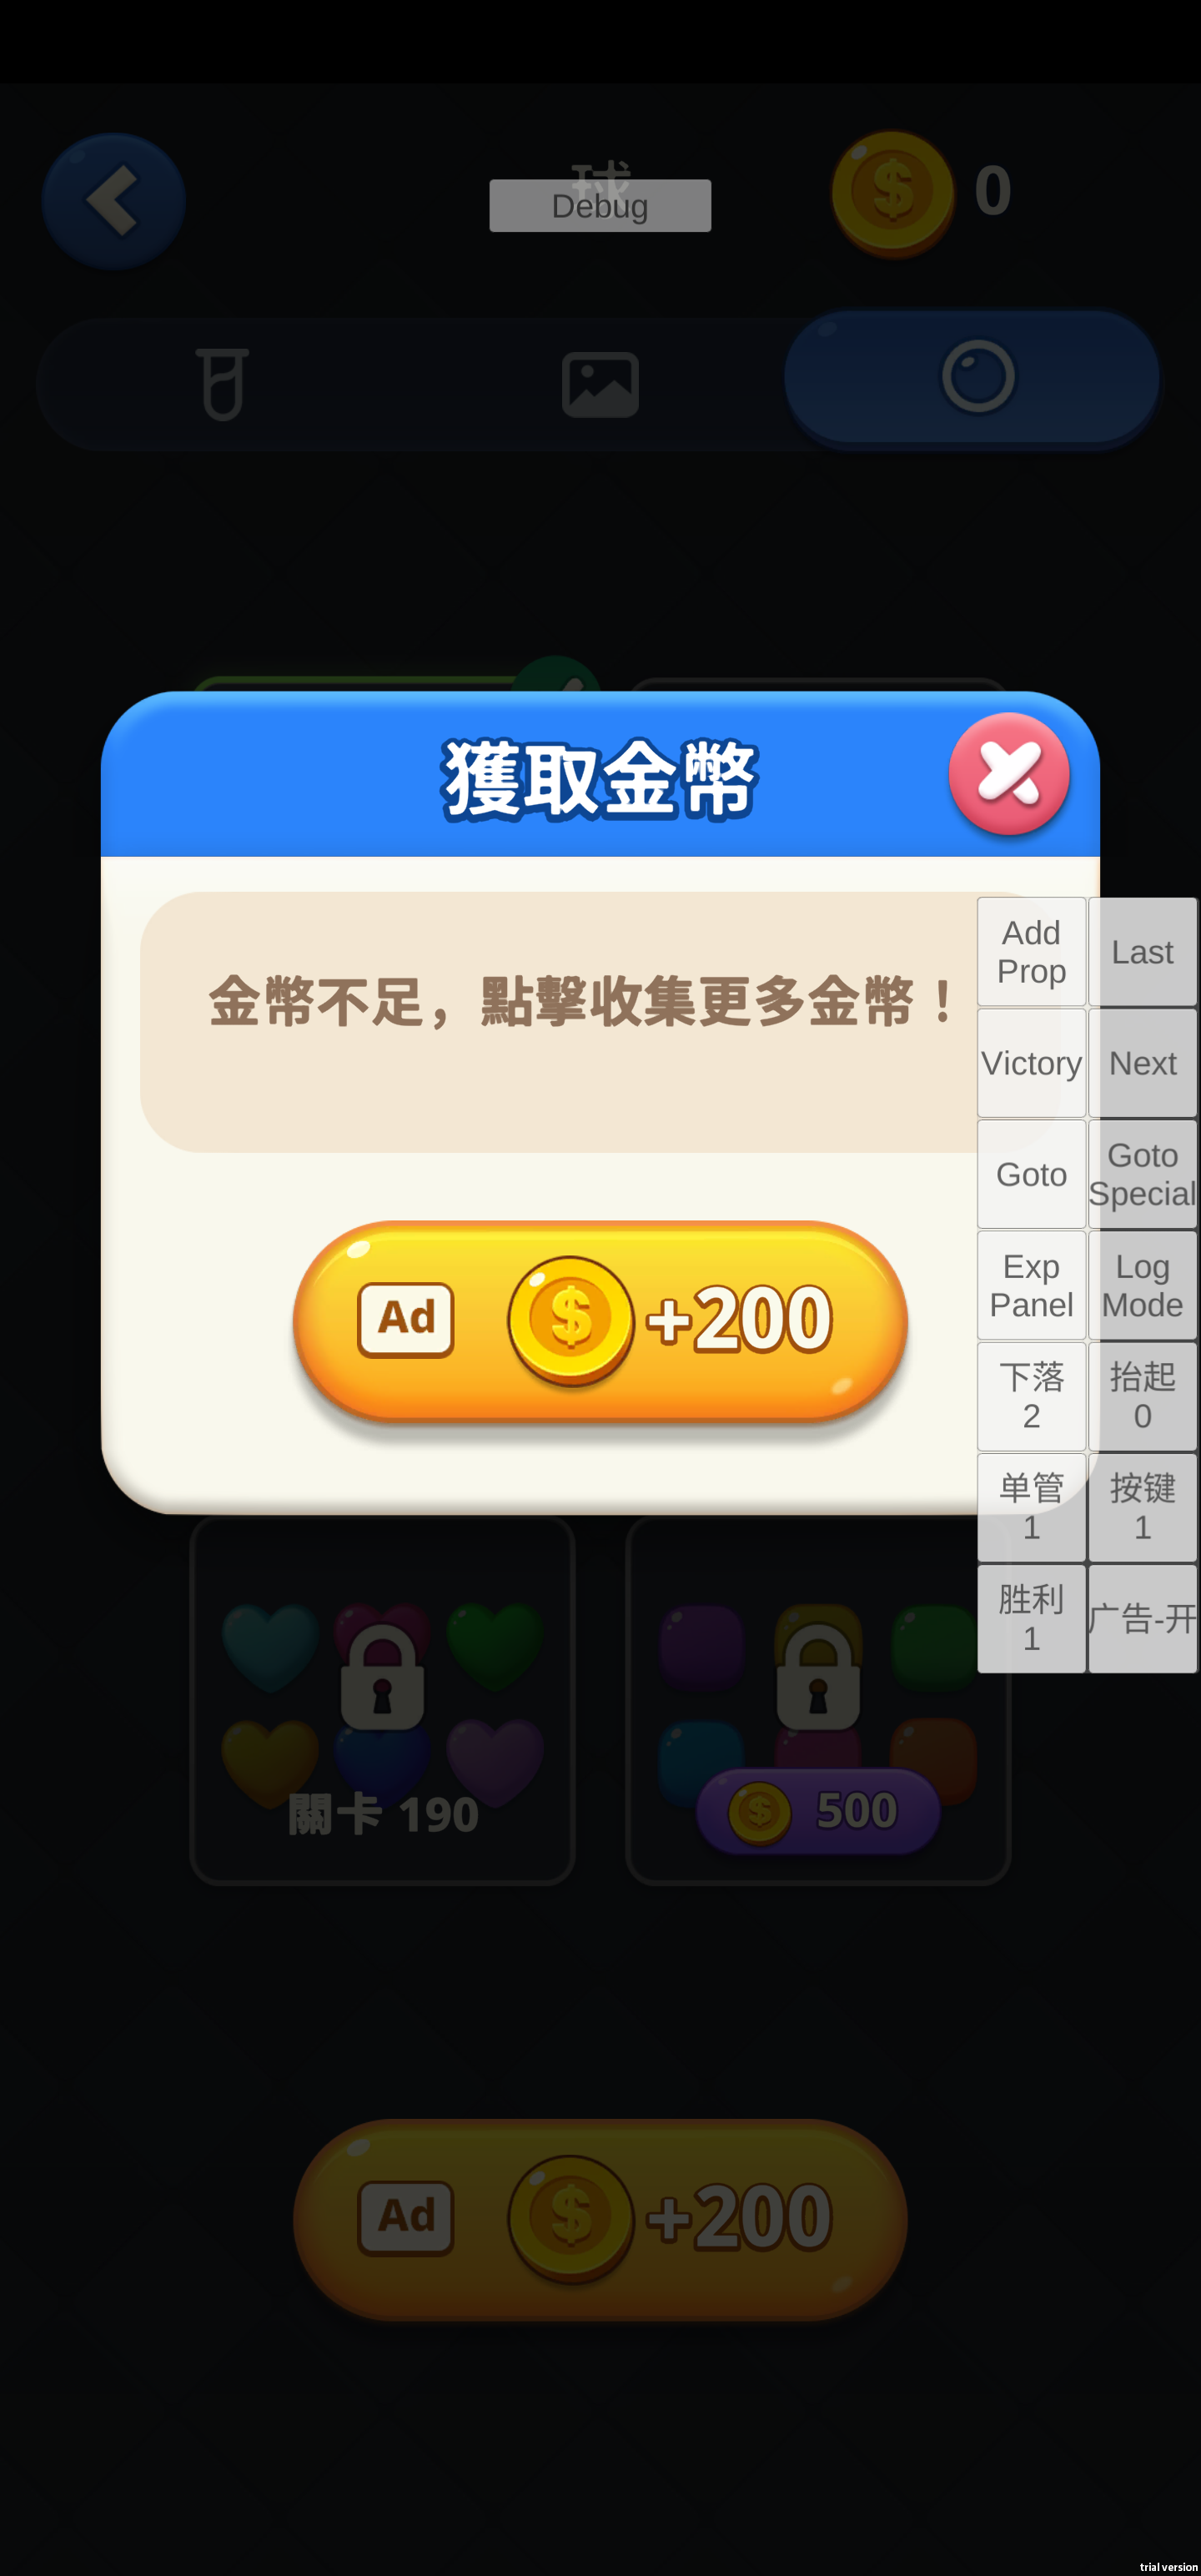 球
Debug
0
獲取金幣
金幣不足，點擊收集更多金幣！
Ad +200
Add Prop
Last
Victory
Next
Goto
Goto Special
Exp Panel
Log Mode
下落 2
抬起 0
单管 1
按键 1
胜利 1
广告-开
關卡 190
500
Ad +200
trial version